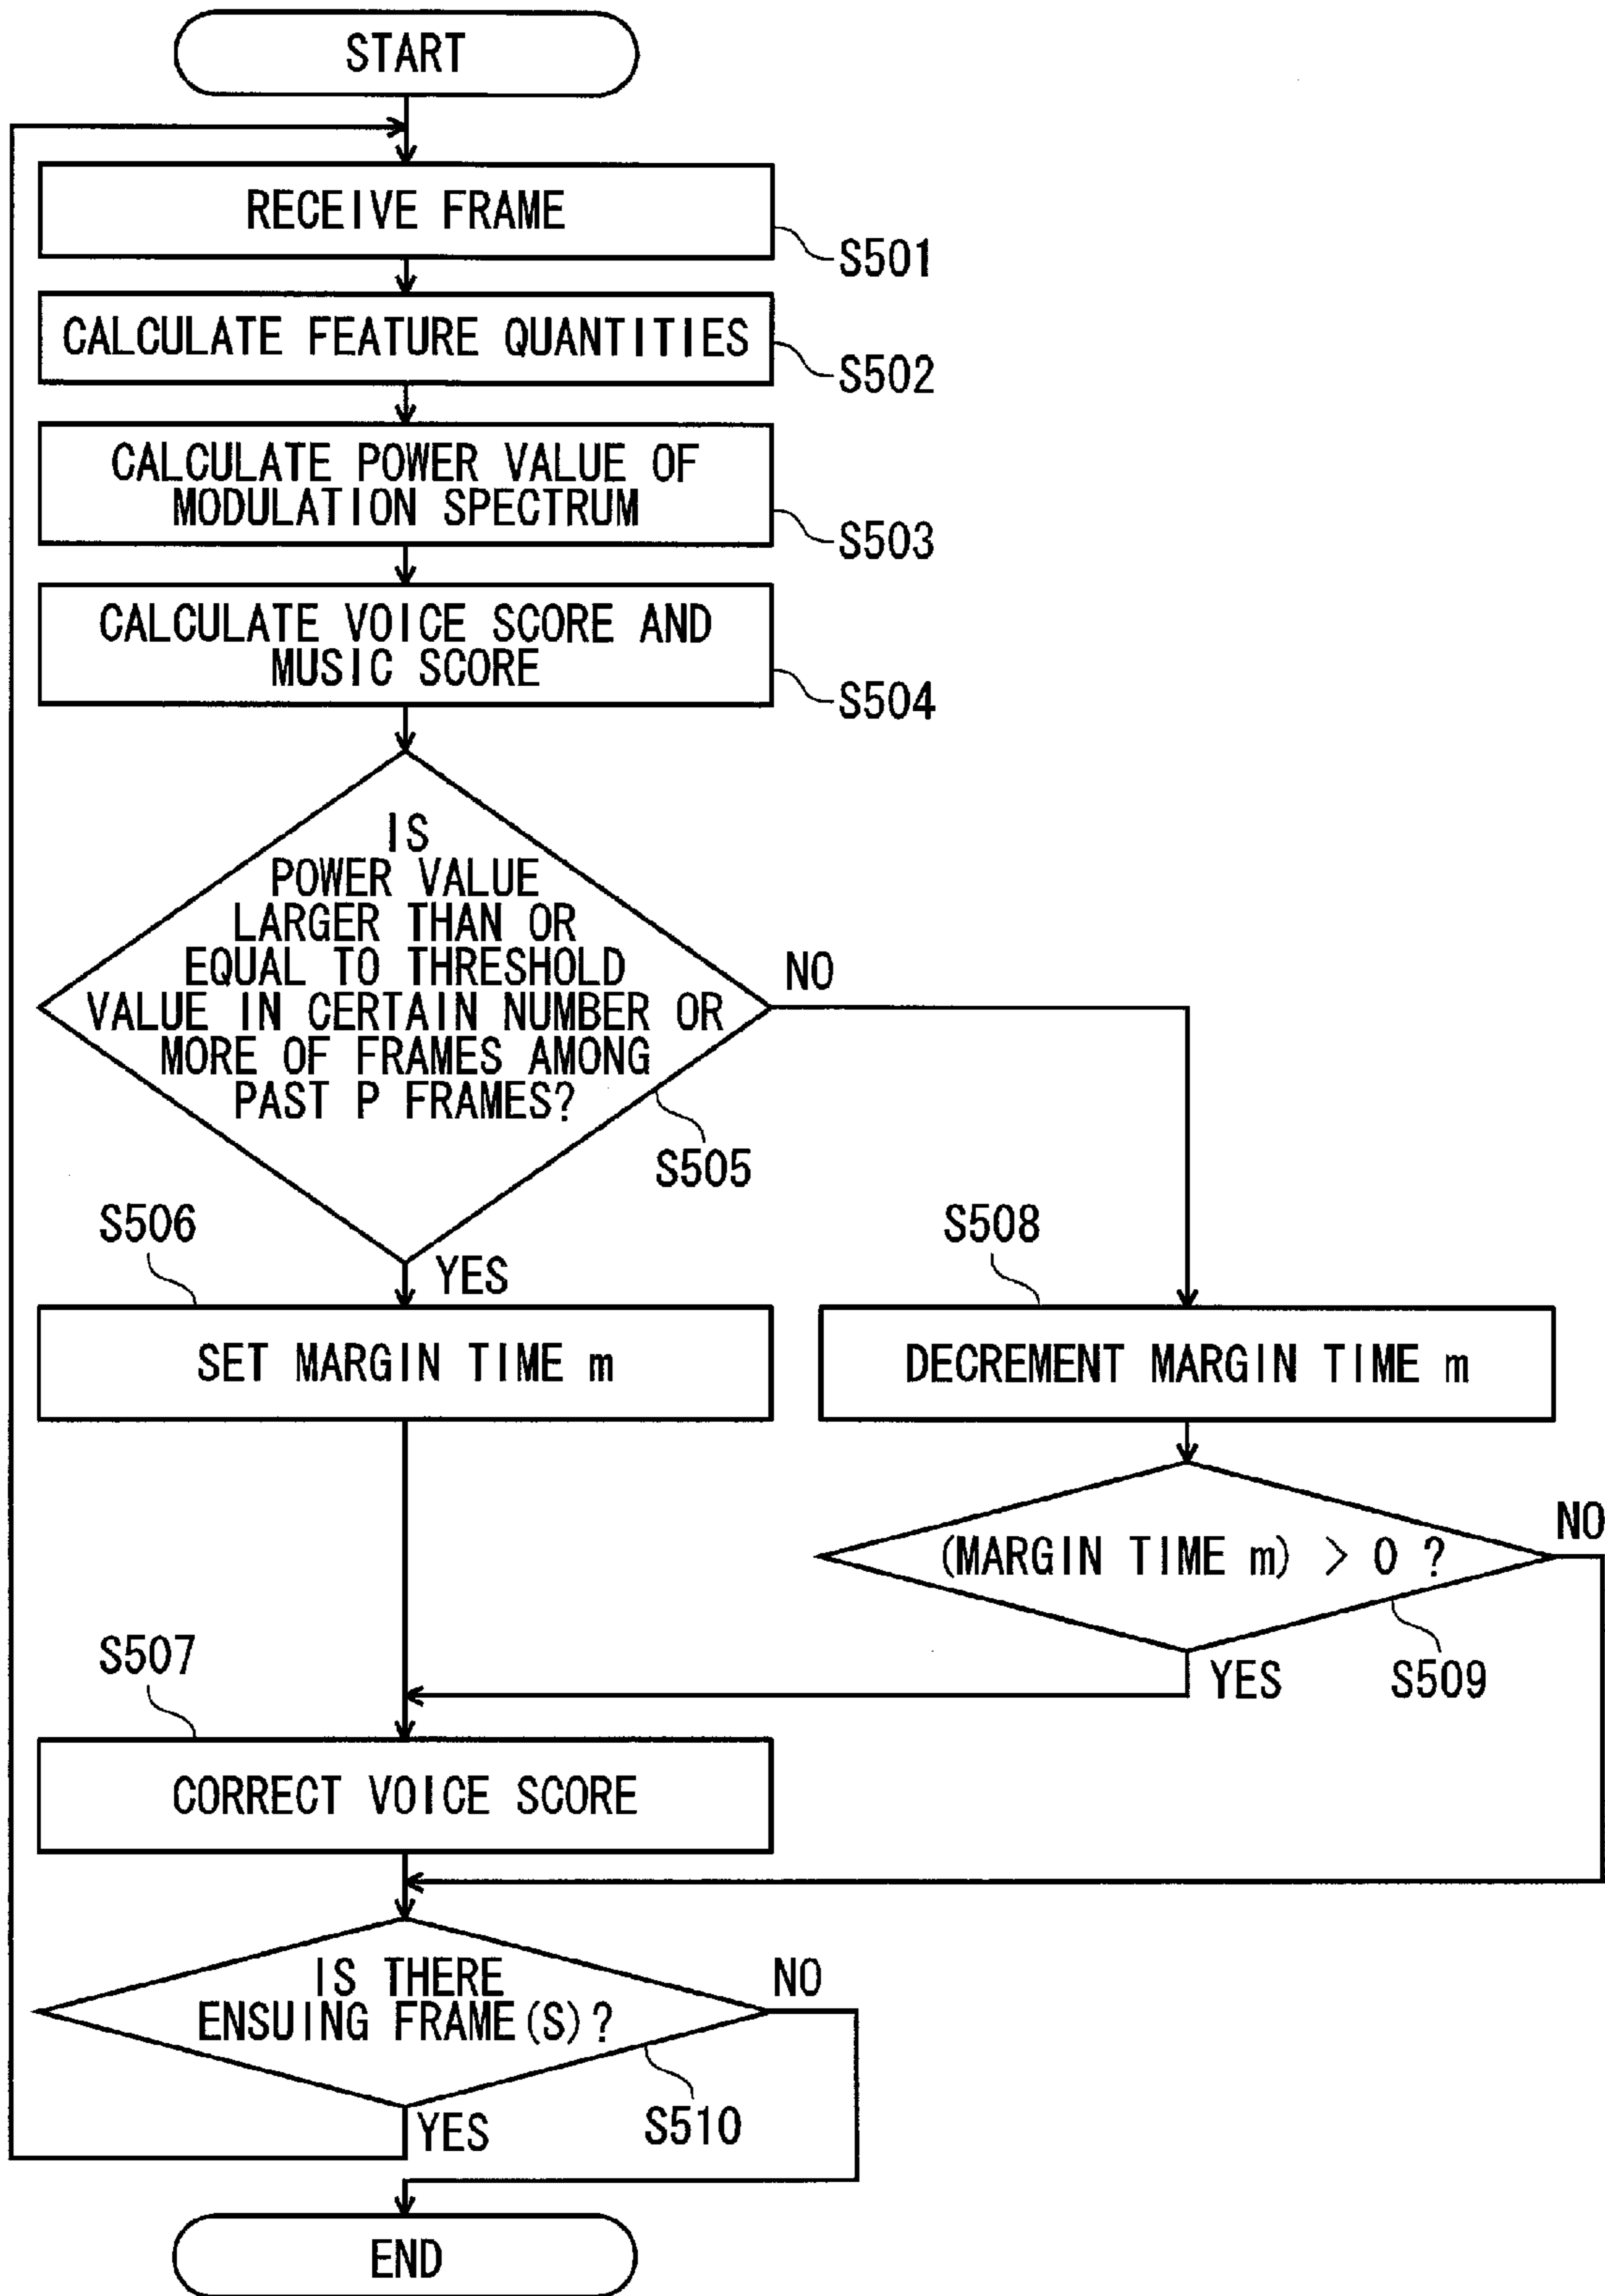 START
RECEIVE FRAME
S501
CALCULATE FEATURE QUANTITIES
S502
CALCULATE POWER VALUE OF
MODULATION SPECTRUM
S503
CALCULATE VOICE SCORE AND
MUSIC SCORE
S504
IS
POWER VALUE
LARGER THAN OR
EQUAL TO THRESHOLD
VALUE IN CERTAIN NUMBER OR
MORE OF FRAMES AMONG
PAST P FRAMES?
NO
S505
YES
S506
SET MARGIN TIME m
S508
DECREMENT MARGIN TIME m
(MARGIN TIME m) > 0 ?
NO
S509
YES
S507
CORRECT VOICE SCORE
IS THERE
ENSUING FRAME(S)?
NO
S510
YES
END